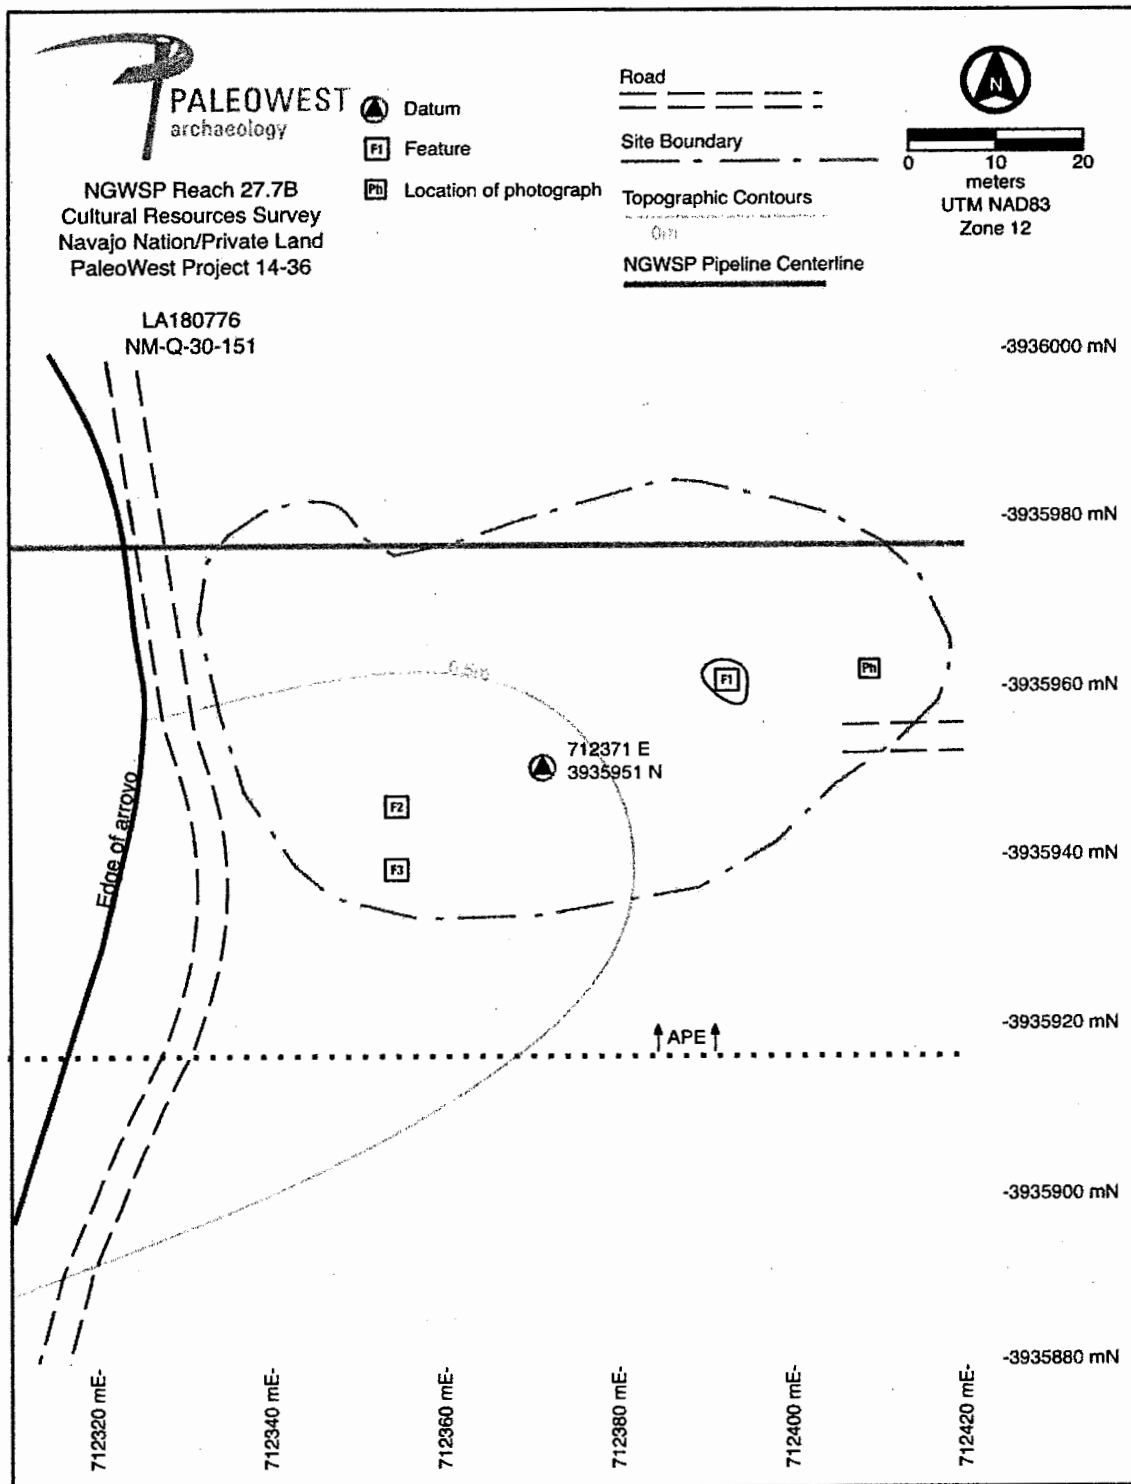 PALEOWEST
archaeology
NGWSP Reach 27.7B
Cultural Resources Survey
Navajo Nation/Private Land
PaleoWest Project 14-36
LA180776
NM-Q-30-151
Datum
F1 Feature
Ph Location of photograph
Road
Site Boundary
Topographic Contours
0m
NGWSP Pipeline Centerline
N
0 10 20
meters
UTM NAD83
Zone 12
-3936000 mN
-3935980 mN
-3935960 mN
-3935940 mN
-3935920 mN
-3935900 mN
-3935880 mN
0.5m
F1
Ph
712371 E
3935951 N
F2
F3
Edge of arroyo
APE
712320 mE-
712340 mE-
712360 mE-
712380 mE-
712400 mE-
712420 mE-